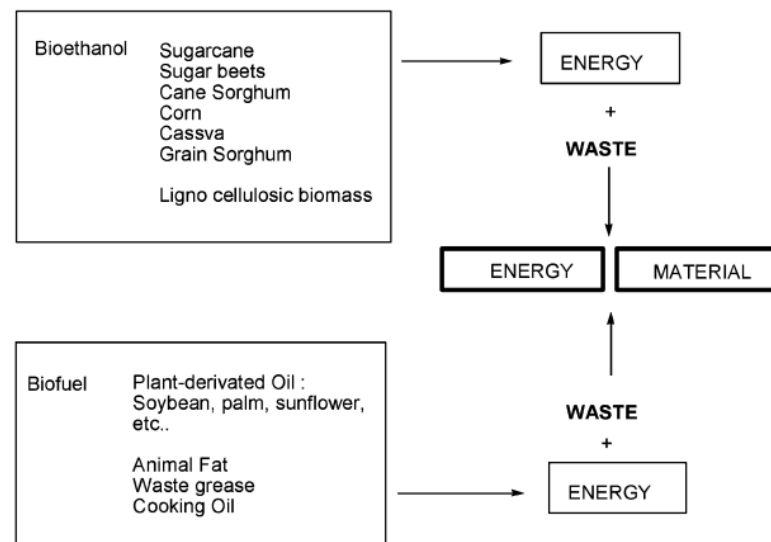 Bioethanol Sugarcane
Sugar beets
Cane Sorghum
Corn
Cassva
Grain Sorghum
Ligno cellulosic biomass
ENERGY
+
WASTE
ENERGY MATERIAL
Biofuel Plant-derivated Oil :
Soybean, palm, sunflower,
etc..
Animal Fat
Waste grease
Cooking Oil
WASTE
+
ENERGY